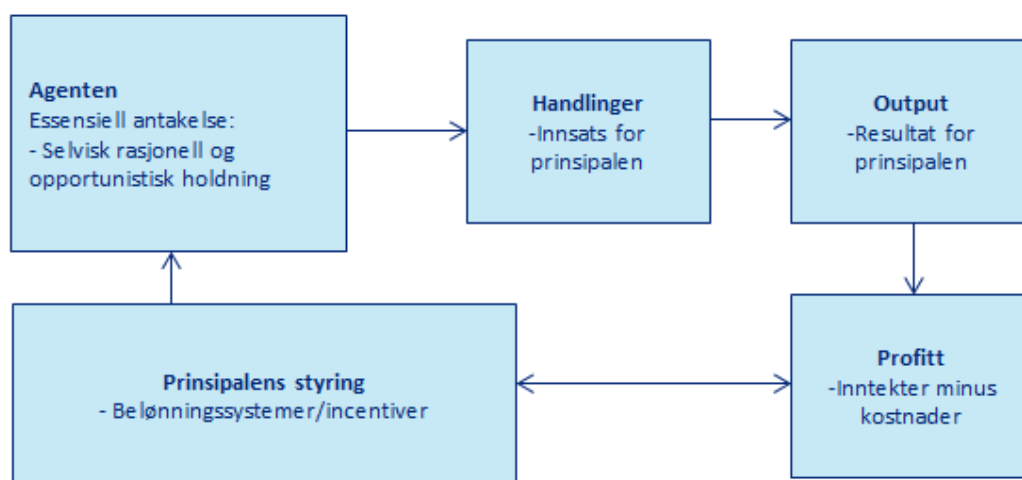 Agenten
Essensiell antakelse:
- Selvisk rasjonell og
opportunistisk holdning
Handlinger
-Innsats for
prinsipalen
Output
-Resultat for
prinsipalen
Prinsipalens styring
- Belønningssystemer/incentiver
Profitt
-Inntekter minus
kostnader